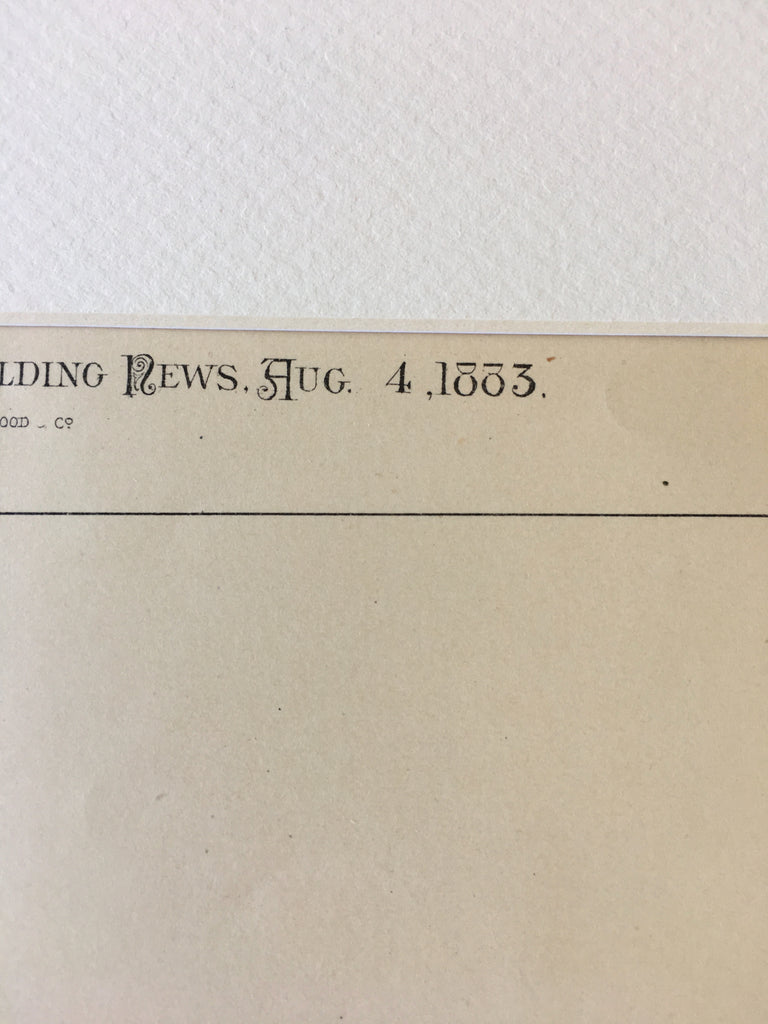 LDING NEWS, AUG. 4, 1883.
OOD & Co